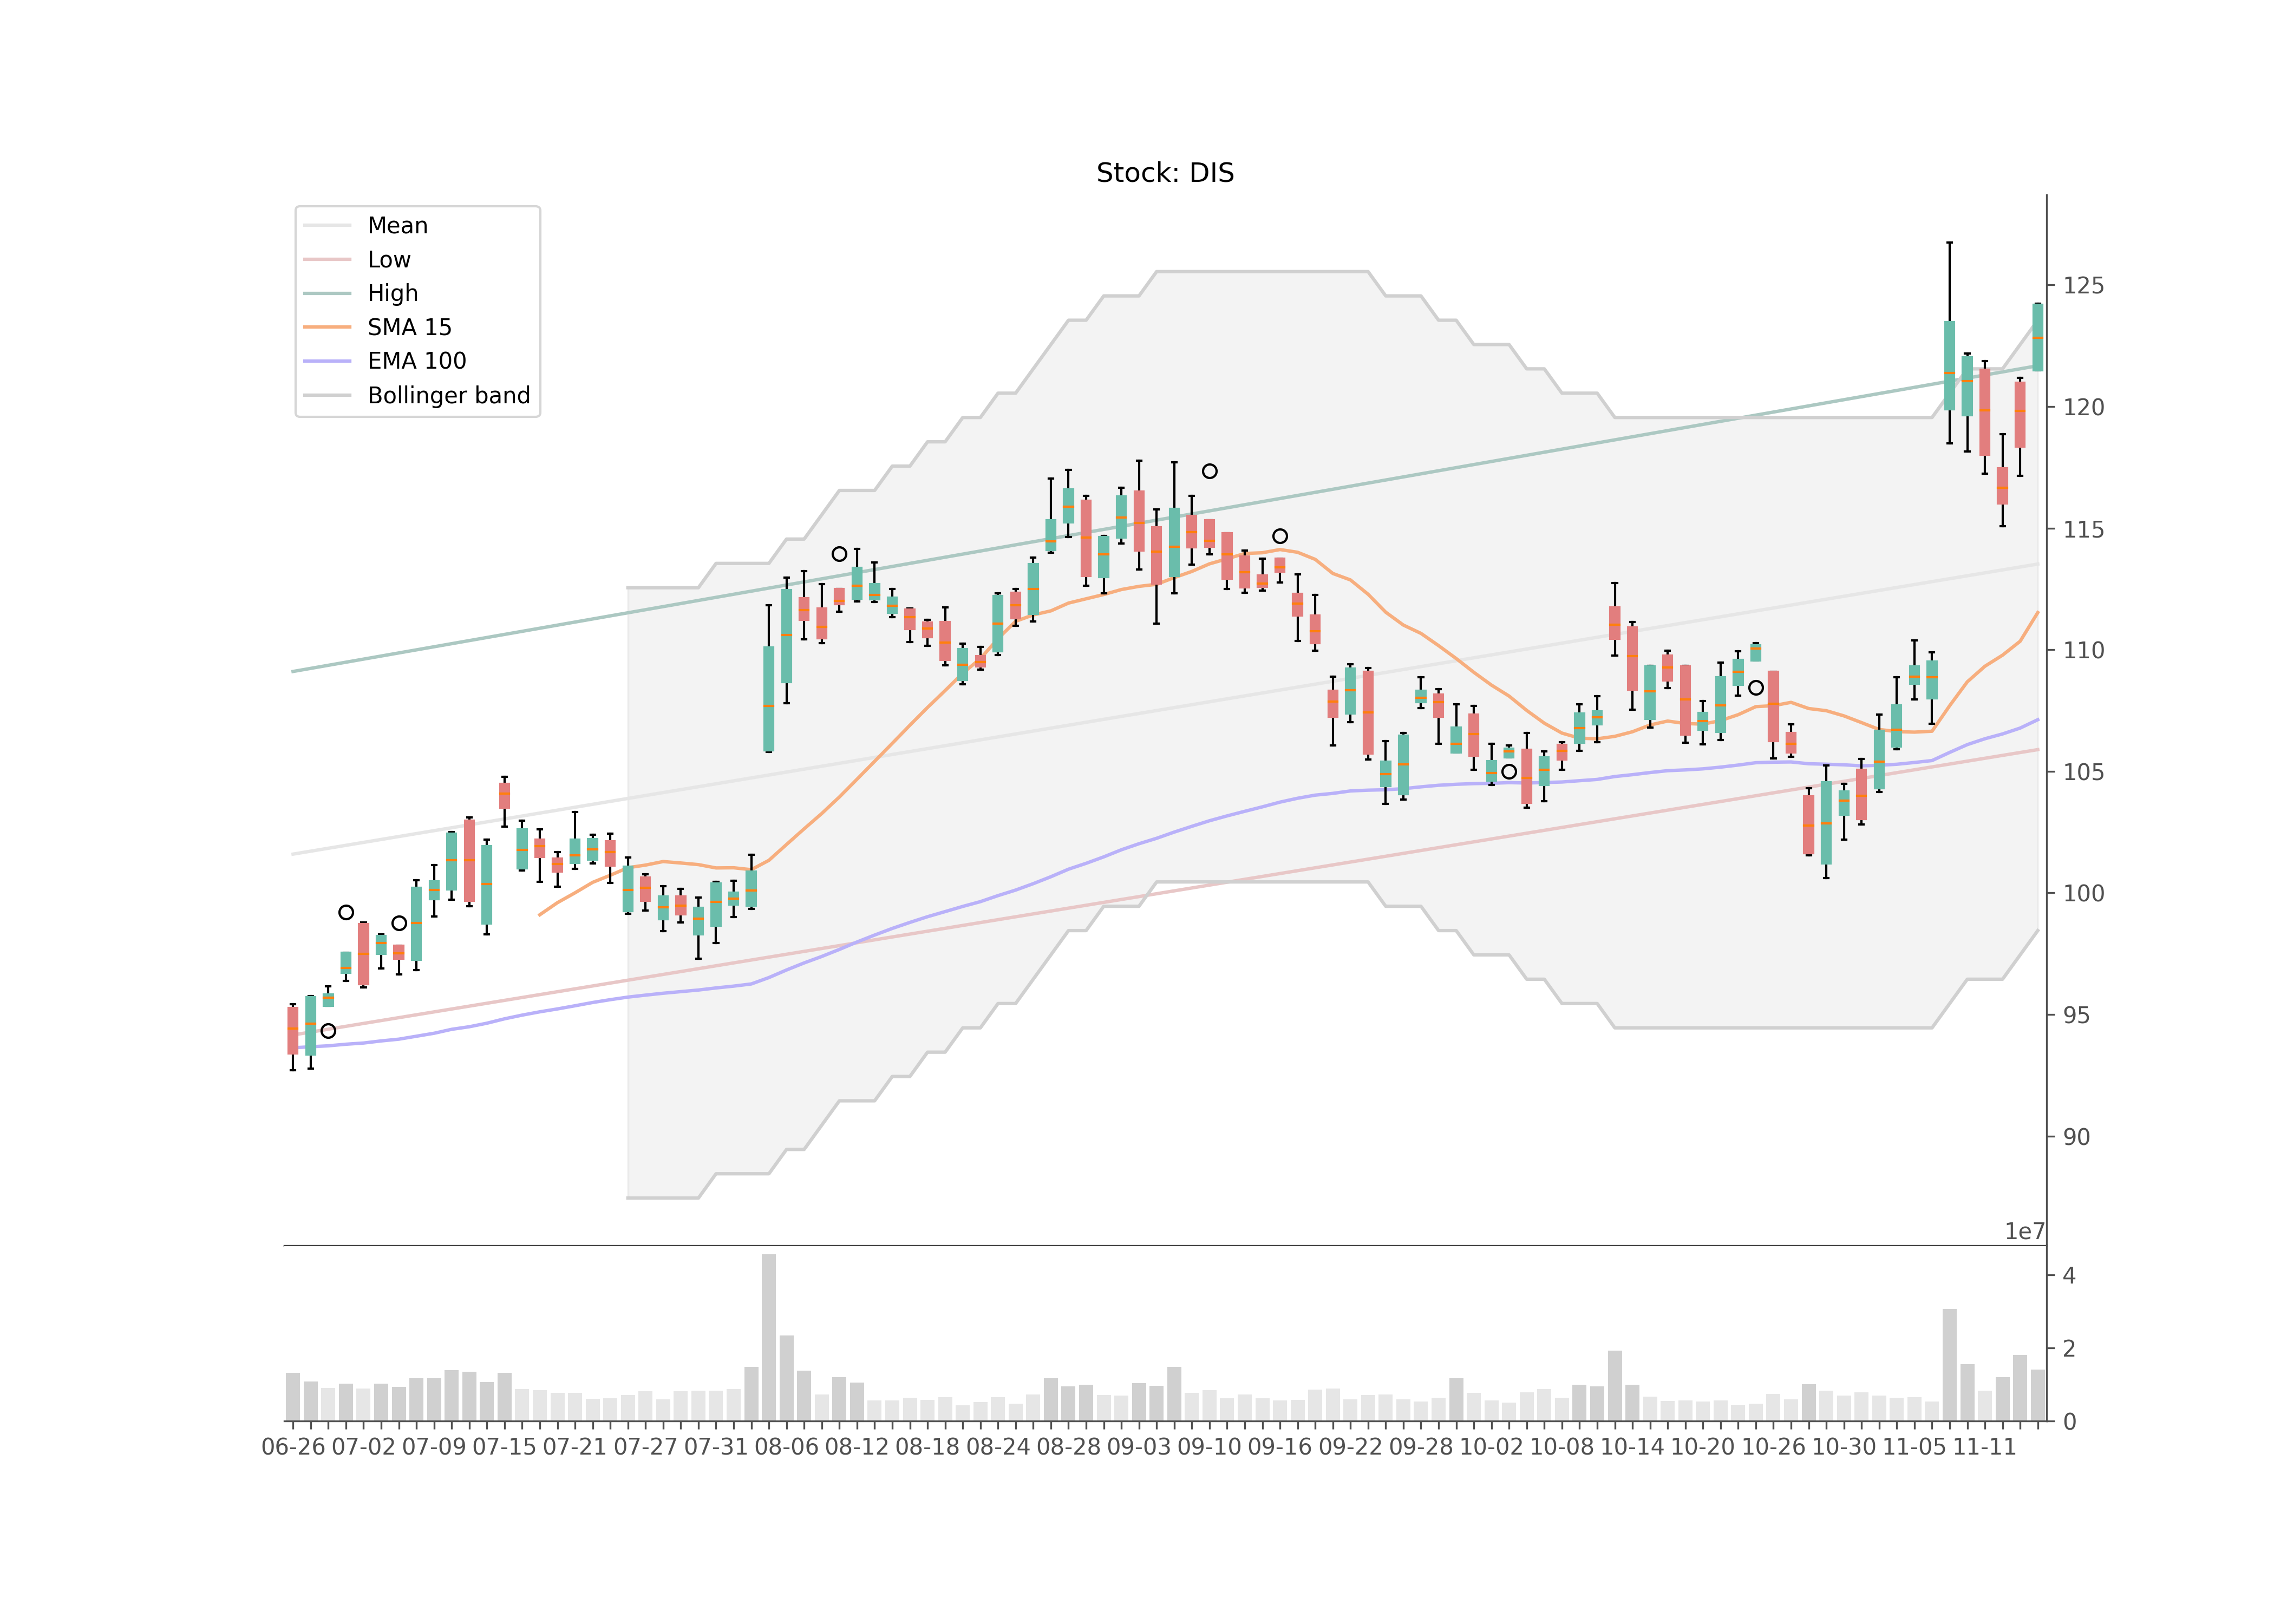 Stock: DIS
Mean
Low
High
SMA 15
EMA 100
Bollinger band
125
120
115
110
105
100
95
90
1e7
4
2
0
06-26 07-02 07-09 07-15 07-21 07-27 07-31 08-06 08-12 08-18 08-24 08-28 09-03 09-10 09-16 09-22 09-28 10-02 10-08 10-14 10-20 10-26 10-30 11-05 11-11